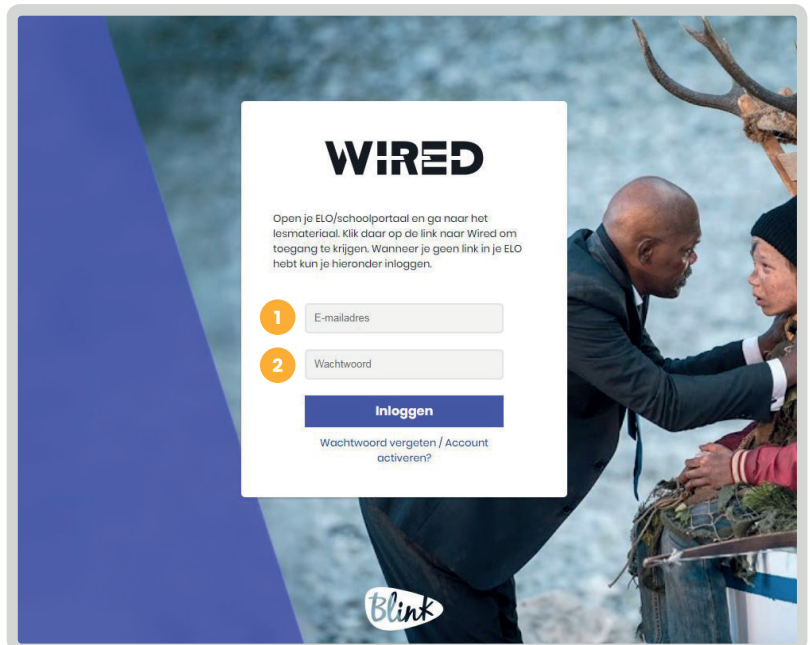 WIRED
Open je ELO/schoolportaal en ga naar het
lesmateriaal. Klik daar op de link naar Wired om
toegang te krijgen. Wanneer je geen link in je ELO
hebt kun je hieronder inloggen.
1 E-mailadres
2 Wachtwoord
Inloggen
Wachtwoord vergeten / Account
activeren?
Blink